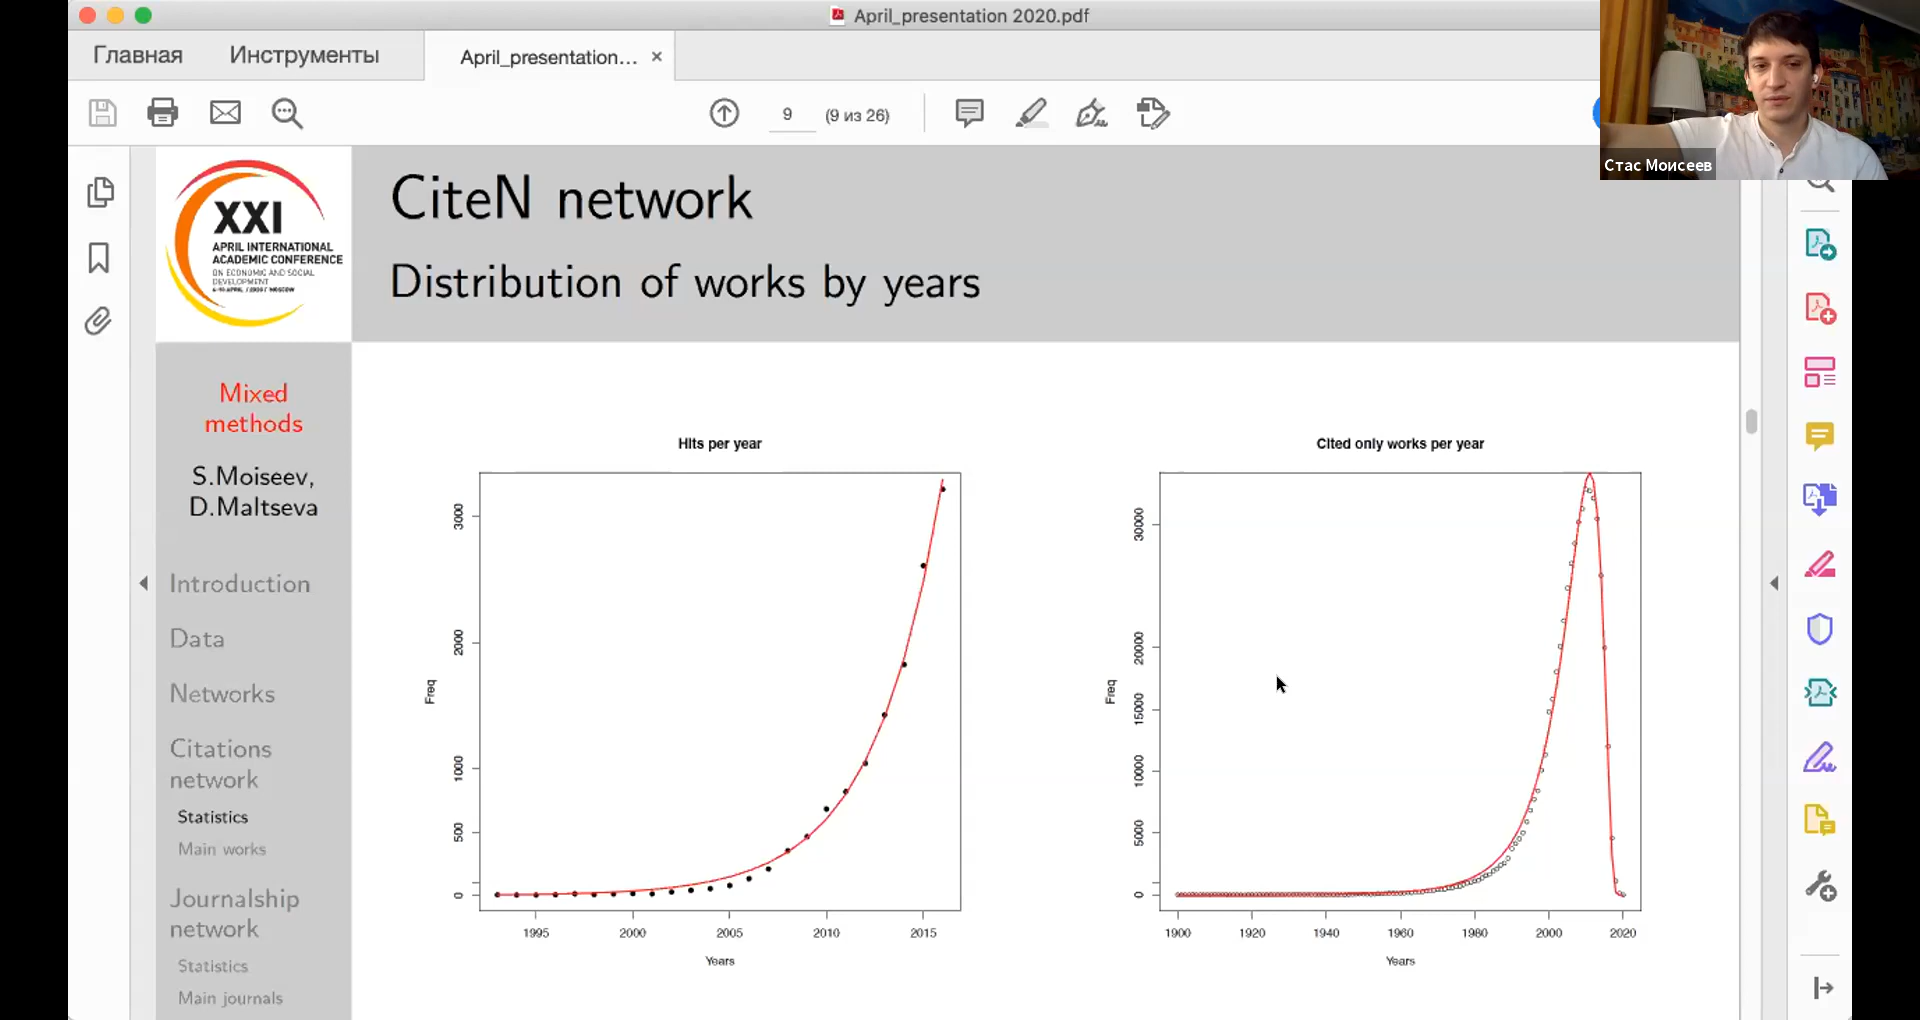 April_presentation 2020.pdf
Главная
Инструменты
April_presentation...
9
(9 из 26)
Стас Моисеев
XXI
APRIL INTERNATIONAL
ACADEMIC CONFERENCE
ON ECONOMIC AND SOCIAL
DEVELOPMENT
CiteN network
Distribution of works by years
Mixed
methods
S.Moiseev,
D.Maltseva
Introduction
Data
Networks
Citations
network
Statistics
Main works
Journalship
network
Statistics
Main journals
Hits per year
Freq
3000
2000
1000
500
0
1995 2000 2005 2010 2015
Years
Cited only works per year
Freq
30000
20000
15000
10000
5000
0
1900 1920 1940 1960 1980 2000 2020
Years